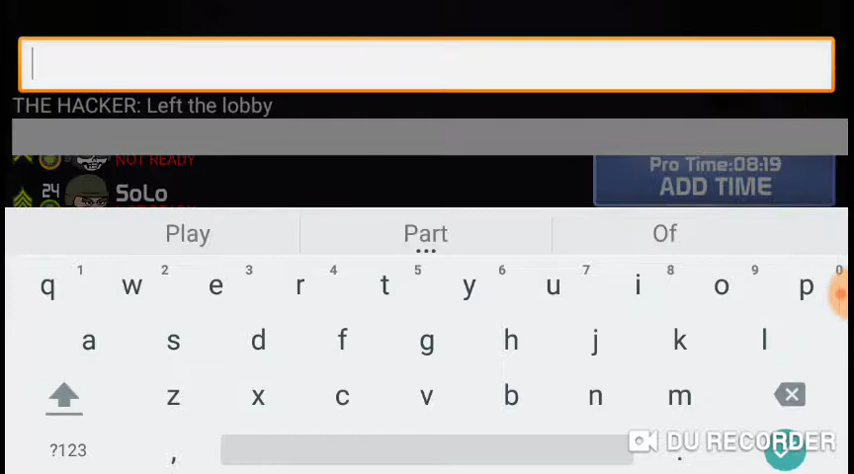 THE HACKER: Left the lobby
NOT READY
Pro Time:08:19
24 SoLo
ADD TIME
Play Part Of
1 2 3 4 5 6 7 8 9 0
q w e r t y u i o p
a s d f g h j k l
z x c v b n m
?123 , .
DU RECORDER